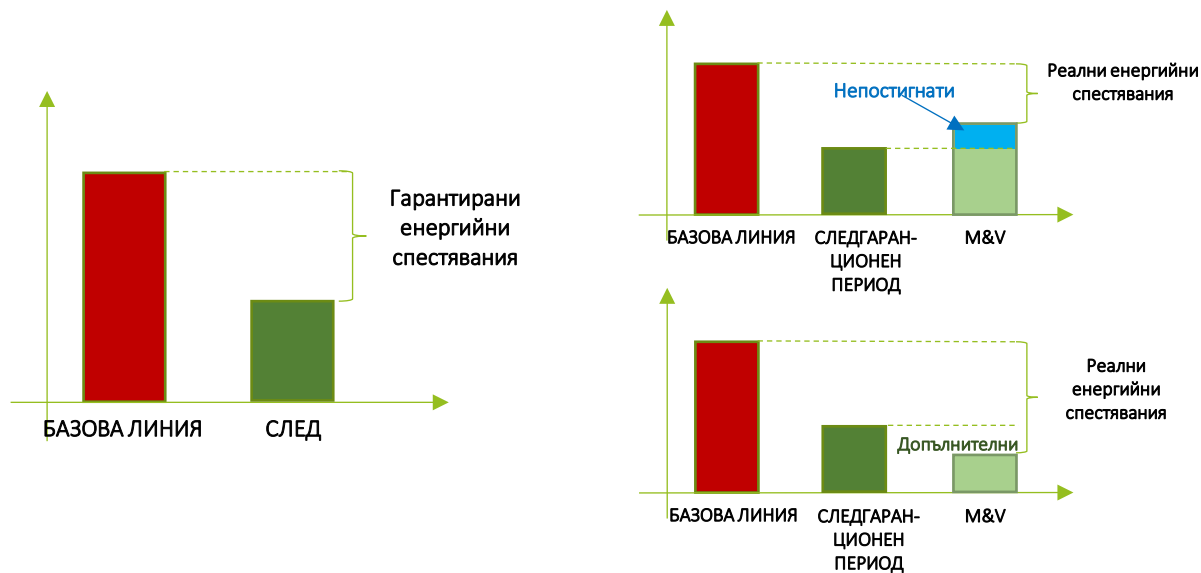 Гарантирани
енергийни
спестявания
БАЗОВА ЛИНИЯ
СЛЕД
Непостигнати
Реални енергийни
спестявания
БАЗОВА ЛИНИЯ
СЛЕДГАРАН-
ЦИОНЕН
ПЕРИОД
M&V
Реални
енергийни
спестявания
Допълнителни
БАЗОВА ЛИНИЯ
СЛЕДГАРАН-
ЦИОНЕН
ПЕРИОД
M&V